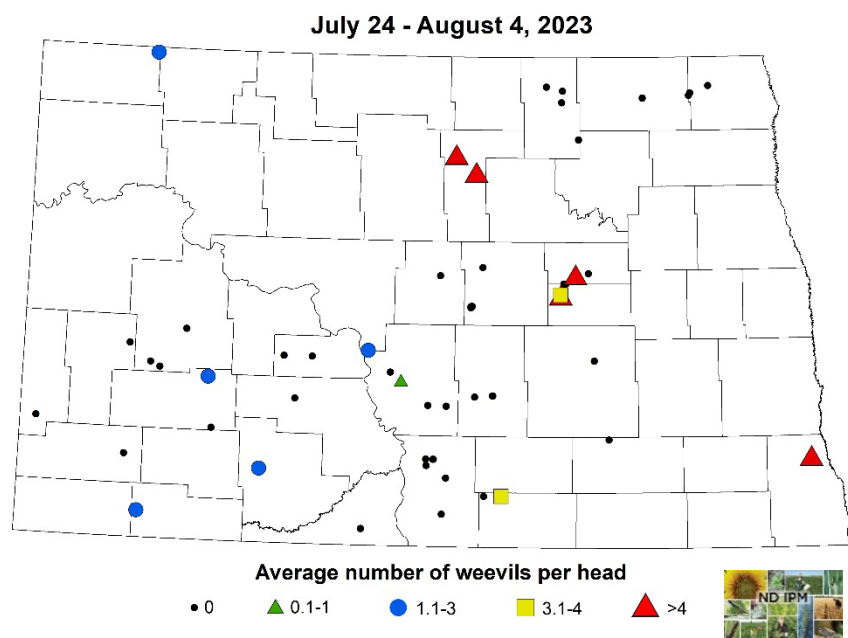 July 24 - August 4, 2023
Average number of weevils per head
0 0.1-1 1.1-3 3.1-4 >4
ND IPM